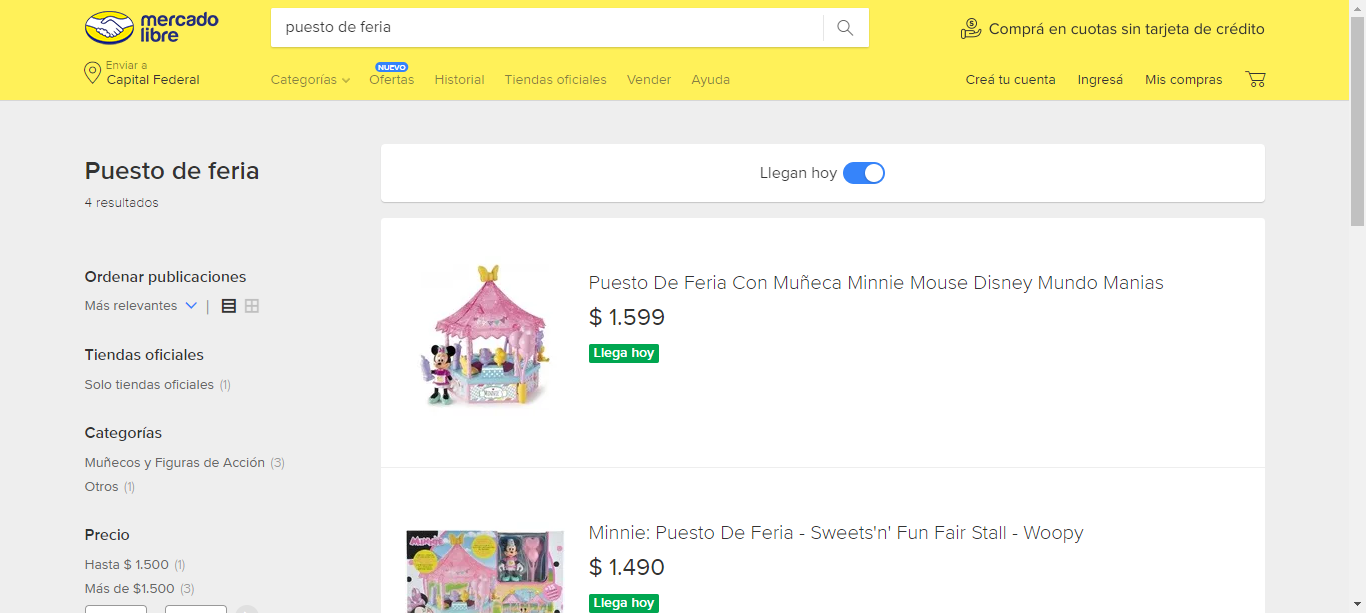 mercado
libre
puesto de feria
Comprá en cuotas sin tarjeta de crédito
Enviar a
Capital Federal
Categorías
NUEVO
Ofertas
Historial
Tiendas oficiales
Vender
Ayuda
Creá tu cuenta
Ingresá
Mis compras
Puesto de feria
4 resultados
Llegan hoy
Ordenar publicaciones
Más relevantes
Tiendas oficiales
Solo tiendas oficiales (1)
Categorías
Muñecos y Figuras de Acción (3)
Otros (1)
Precio
Hasta $ 1.500 (1)
Más de $1.500 (3)
Puesto De Feria Con Muñeca Minnie Mouse Disney Mundo Manias
$ 1.599
Llega hoy
Minnie: Puesto De Feria - Sweets'n' Fun Fair Stall - Woopy
$ 1.490
Llega hoy